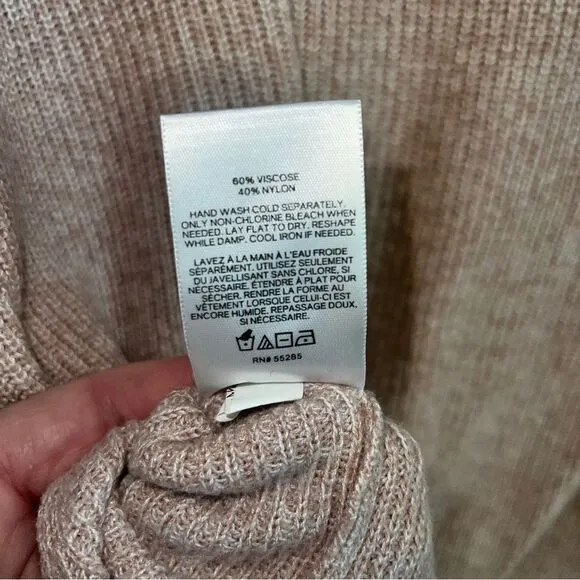 60% VISCOSE
40% NYLON
HAND WASH COLD SEPARATELY,
ONLY NON-CHLORINE BLEACH WHEN
NEEDED. LAY FLAT TO DRY. RESHAPE
WHILE DAMP. COOL IRON IF NEEDED.
LAVEZ À LA MAIN À L'EAU FROIDE
SÉPARÉMENT. UTILISEZ SEULEMENT
DU JAVELLISANT SANS CHLORE, SI
NÉCESSAIRE. ÉTENDRE À PLAT POUR
SÉCHER. RENDRE LA FORME AU
VÊTEMENT LORSQUE CELUI-CI EST
ENCORE HUMIDE. REPASSAGE DOUX,
SI NÉCESSAIRE.
RN# 55285